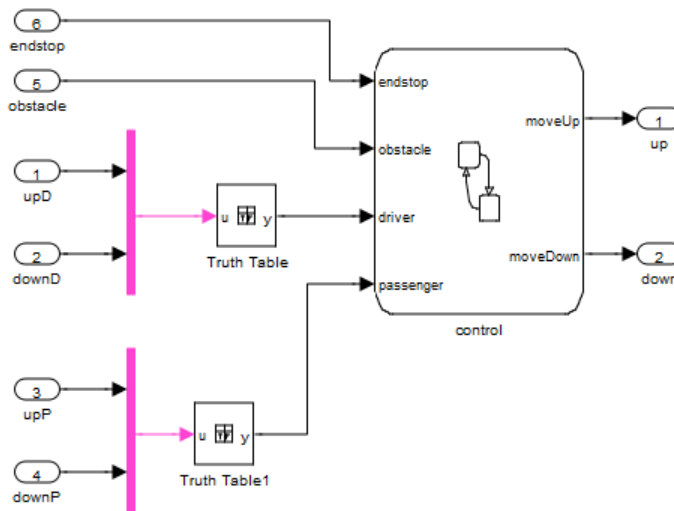 6
endstop
5
obstacle
1
upD
2
downD
u y
Truth Table
3
upP
4
downP
u y
Truth Table1
endstop
obstacle
driver
passenger
moveUp
moveDown
control
1
up
2
down